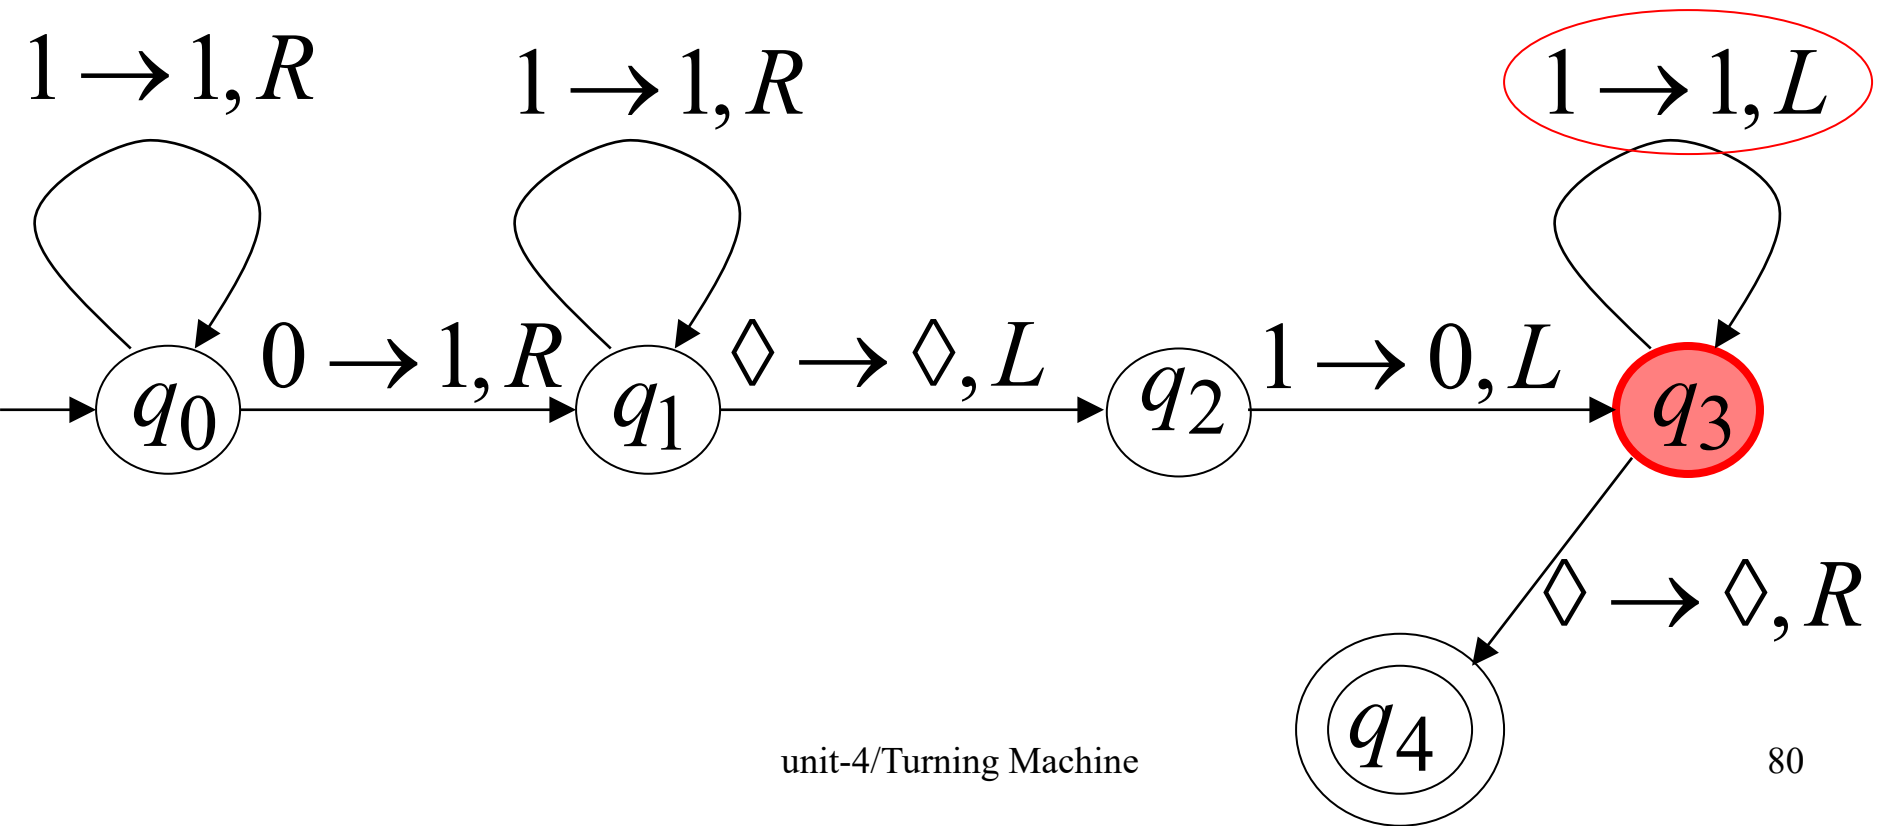 1 → 1, R
1 → 1, R
1 → 1, L
0 → 1, R
◊ → ◊, L
1 → 0, L
q0
q1
q2
q3
◊ → ◊, R
q4
unit-4/Turning Machine
80